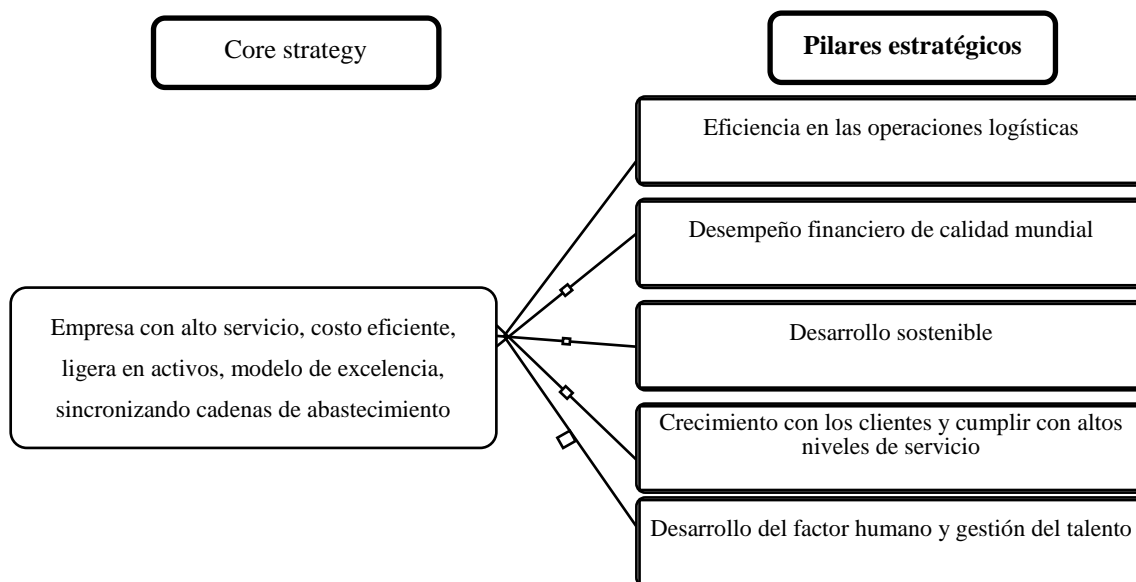 Core strategy
Pilares estratégicos
Empresa con alto servicio, costo eficiente,
ligera en activos, modelo de excelencia,
sincronizando cadenas de abastecimiento
Eficiencia en las operaciones logísticas
Desempeño financiero de calidad mundial
Desarrollo sostenible
Crecimiento con los clientes y cumplir con altos
niveles de servicio
Desarrollo del factor humano y gestión del talento